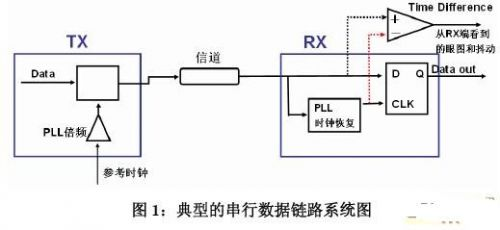 Time Difference
从RX端看到
的眼图和抖动
TX
信道
RX
Data
D Q
Data out
PLL
时钟恢复
CLK
PLL倍频
参考时钟
图 1：典型的串行数据链路系统图